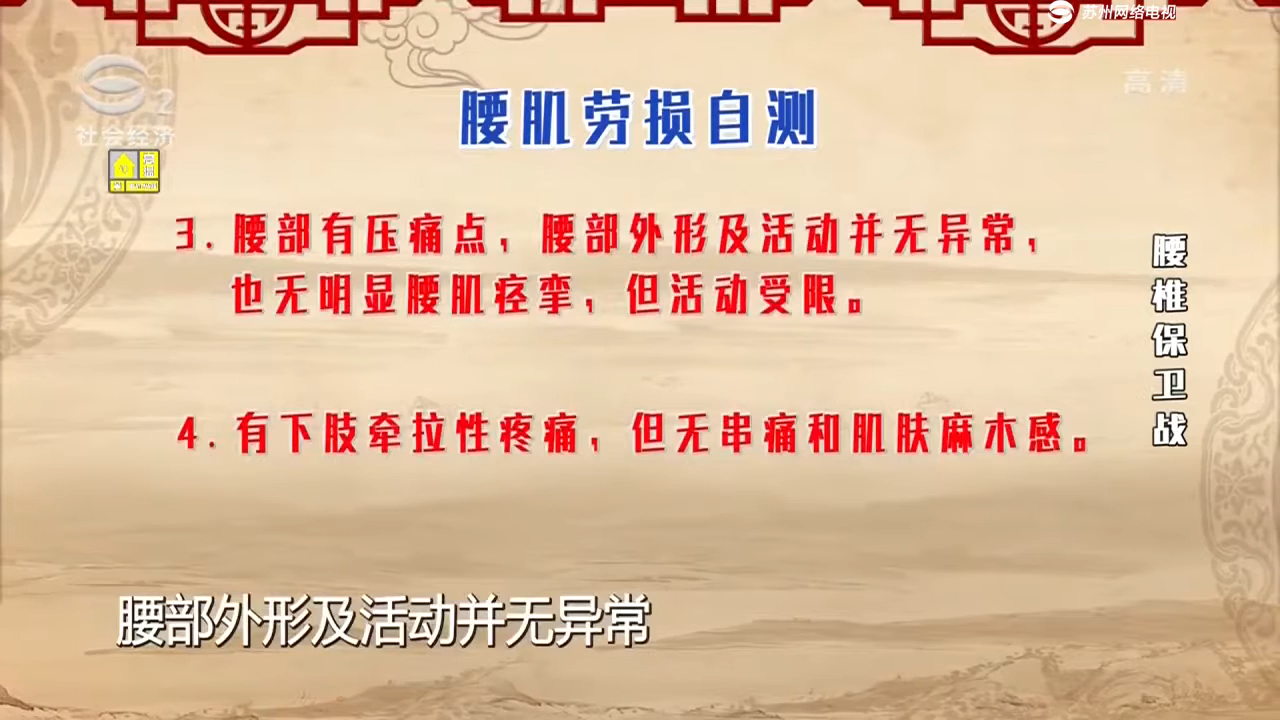 苏州网络电视
高清
2
社会经济
高温
腰肌劳损自测
3.腰部有压痛点，腰部外形及活动并无异常，
也无明显腰肌痉挛，但活动受限。
4.有下肢牵拉性疼痛，但无串痛和肌肤麻木感。
腰椎保卫战
腰部外形及活动并无异常